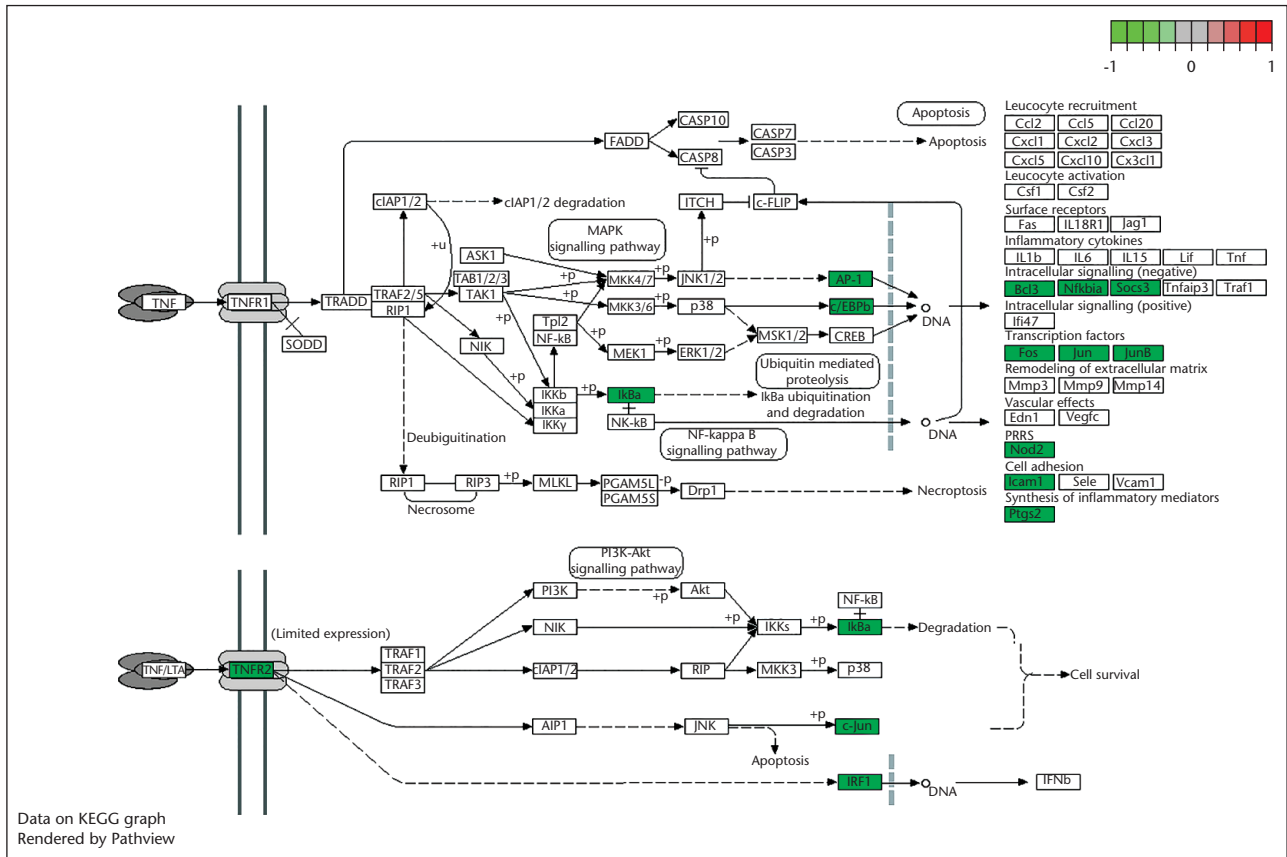 -1 0 1
Apoptosis
Leucocyte recruitment
Ccl2 Ccl5 Ccl20
Cxcl1 Cxcl2 Cxcl3
Cxcl5 Cxcl10 Cx3cl1
Leucocyte activation
Csf1 Csf2
Surface receptors
Fas IL18R1 Jag1
Inflammatory cytokines
IL1b IL6 IL15 Lif Tnf
Intracellular signalling (negative)
Bcl3 Nfkbia Socs3 Tnfaip3 Traf1
Intracellular signalling (positive)
Ifi47
Transcription factors
Fos Jun JunB
Remodeling of extracellular matrix
Mmp3 Mmp9 Mmp14
Vascular effects
Edn1 Vegfc
PRRS
Nod2
Cell adhesion
Icam1 Sele Vcam1
Synthesis of inflammatory mediators
Ptgs2
CASP10
FADD
CASP7
CASP3
Apoptosis
CASP8
cIAP1/2
cIAP1/2 degradation
ITCH
c-FLIP
+u
MAPK
signalling pathway
+p
ASK1
TAB1/2/3
TAK1
+p
+p
MKK4/7
+p
JNK1/2
AP-1
TNF
TNFR1
TRADD
TRAF2/5
RIP1
SODD
MKK3/6
+p
p38
c/EBPb
DNA
+p
Tpl2
NF-kB
+p
MSK1/2
CREB
NIK
MEK1
+p
ERK1/2
+p
Ubiquitin mediated
proteolysis
IKKb
IKKa
IKKγ
+p
IkBa
IkBa ubiquitination
and degradation
NK-kB
DNA
NF-kappa B
signalling pathway
Deubiguitination
RIP1
RIP3
+p
MLKL
PGAM5L
PGAM5S
-p
Drp1
Necroptosis
Necrosome
PI3K-Akt
signalling pathway
PI3K
+p
Akt
NF-kB
(Limited expression)
NIK
+p
IKKs
+p
IkBa
Degradation
TNF/LTA
TNFR2
TRAF1
TRAF2
TRAF3
cIAP1/2
RIP
MKK3
+p
p38
Cell survival
AIP1
JNK
+p
c-Jun
Apoptosis
IRF1
DNA
IFNb
Data on KEGG graph
Rendered by Pathview